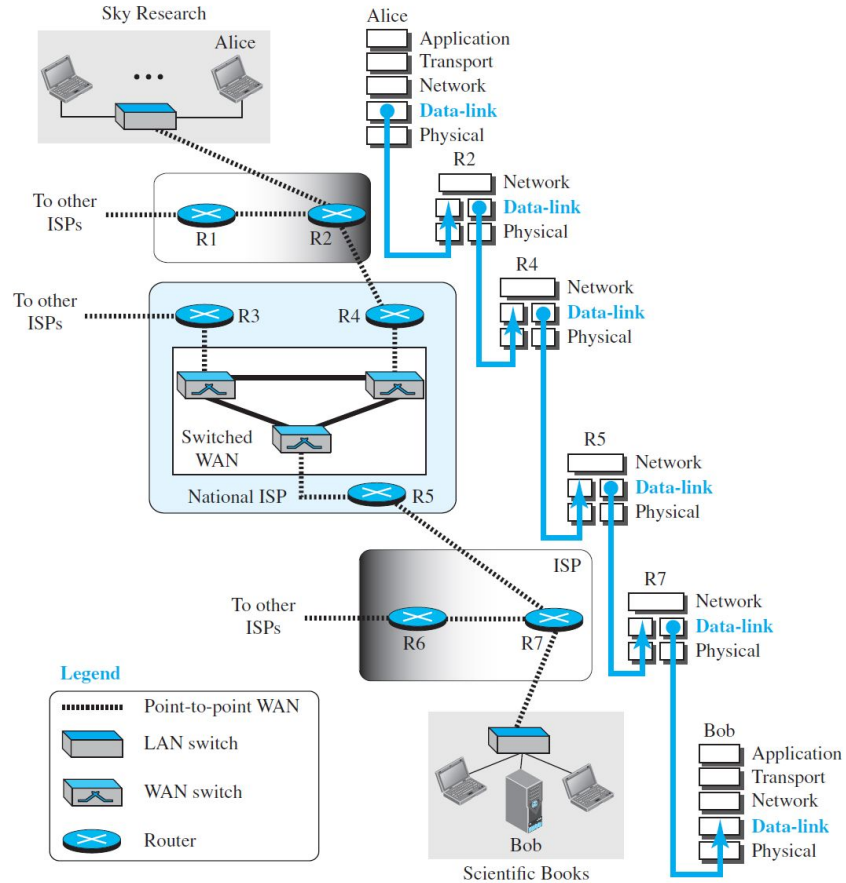 Sky Research
Alice
Alice
Application
Transport
Network
Data-link
Physical
R2
Network
Data-link
Physical
To other
ISPs
R1
R2
R4
Network
Data-link
Physical
To other
ISPs
R3
R4
Switched
WAN
National ISP
R5
R5
Network
Data-link
Physical
ISP
To other
ISPs
R6
R7
R7
Network
Data-link
Physical
Legend
Point-to-point WAN
LAN switch
WAN switch
Router
Bob
Scientific Books
Bob
Application
Transport
Network
Data-link
Physical